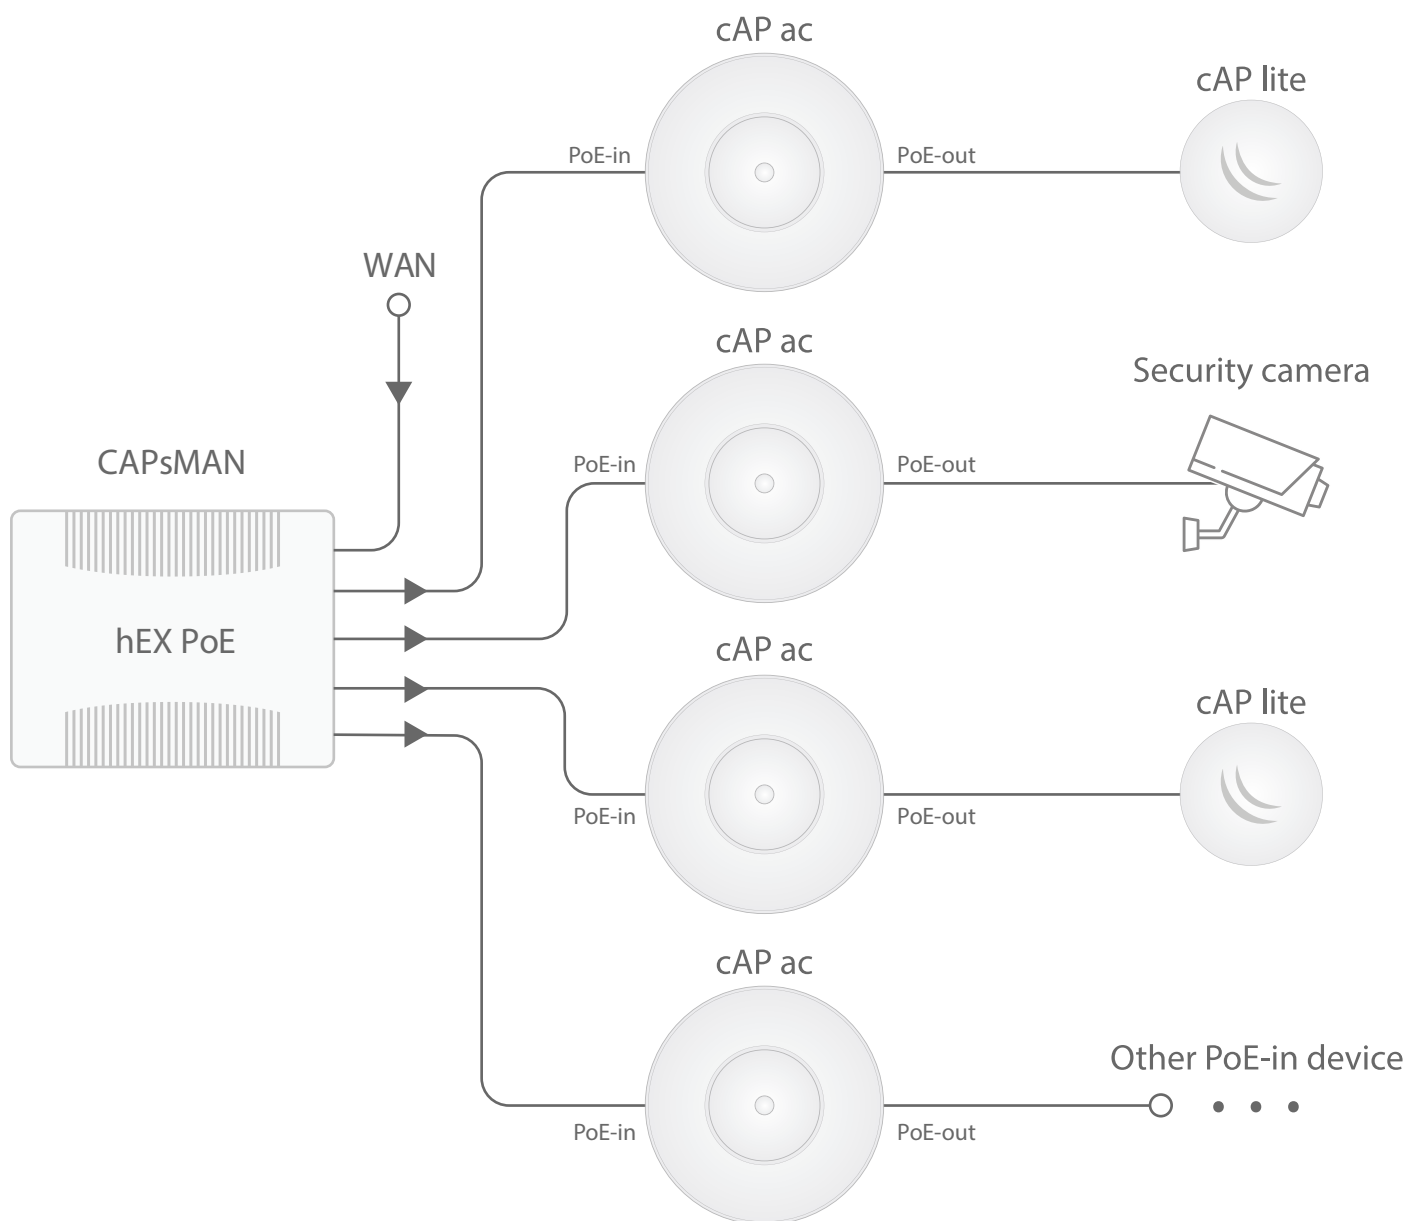 cAP ac
cAP lite
PoE-in
PoE-out
WAN
cAP ac
Security camera
CAPsMAN
PoE-in
PoE-out
hEX PoE
cAP ac
cAP lite
PoE-in
PoE-out
cAP ac
Other PoE-in device
PoE-in
PoE-out